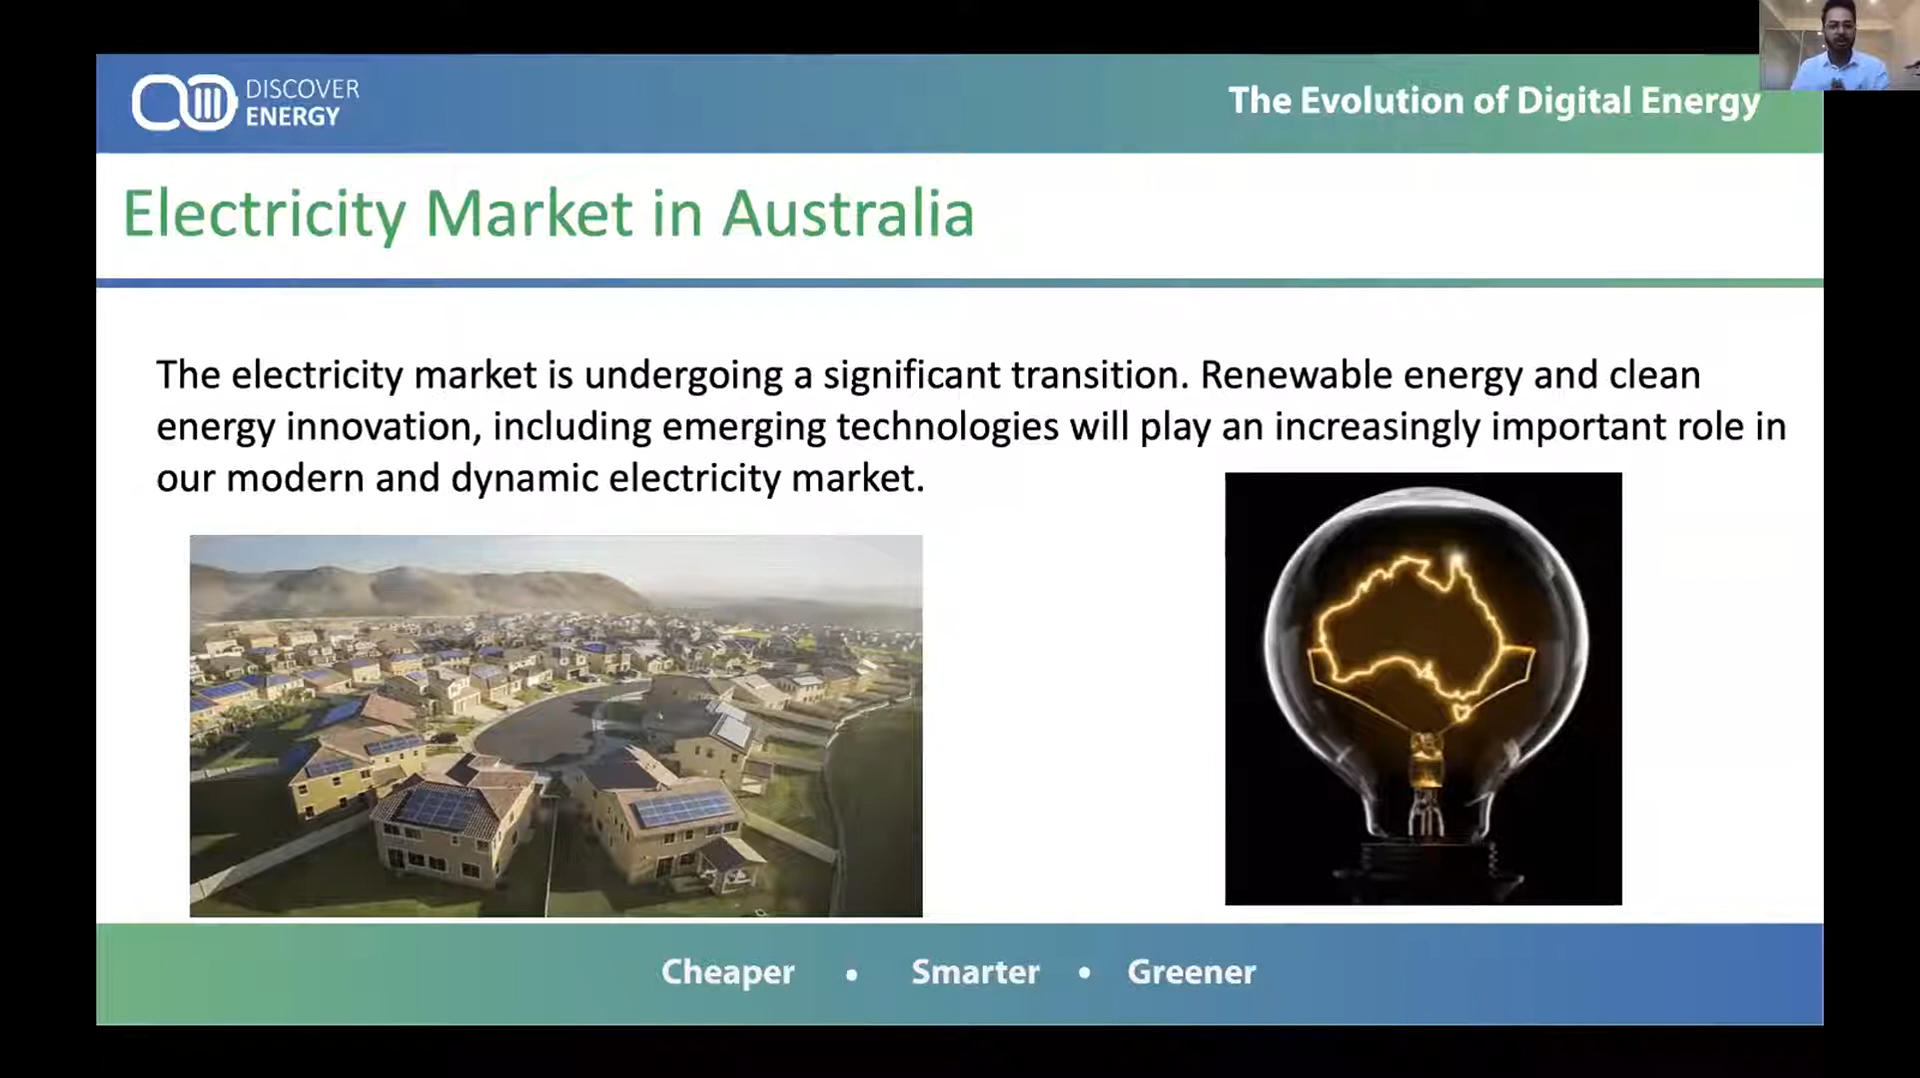 DISCOVER
ENERGY
The Evolution of Digital Energy
Electricity Market in Australia
The electricity market is undergoing a significant transition. Renewable energy and clean
energy innovation, including emerging technologies will play an increasingly important role in
our modern and dynamic electricity market.
Cheaper • Smarter • Greener